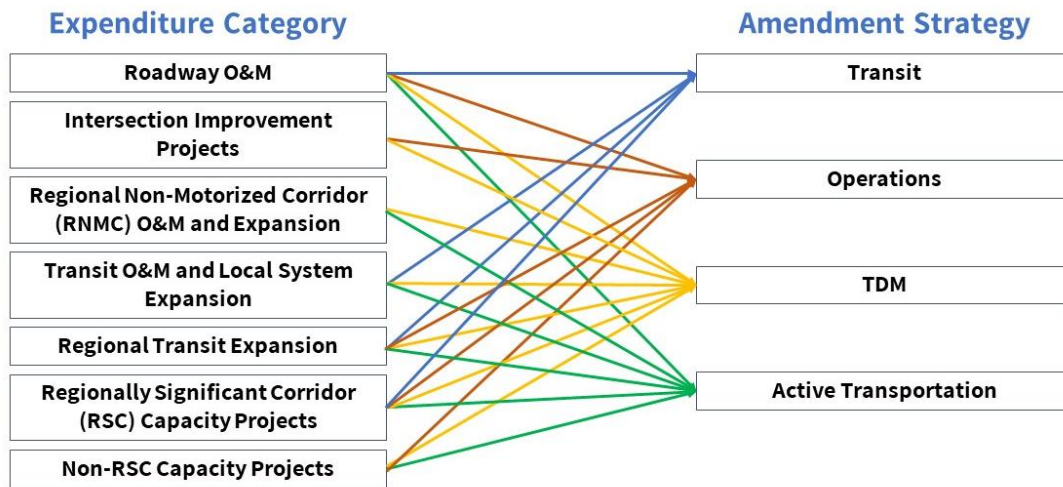 Expenditure Category
Amendment Strategy
Roadway O&M
Intersection Improvement
Projects
Regional Non-Motorized Corridor
(RNMC) O&M and Expansion
Transit O&M and Local System
Expansion
Regional Transit Expansion
Regionally Significant Corridor
(RSC) Capacity Projects
Non-RSC Capacity Projects
Transit
Operations
TDM
Active Transportation